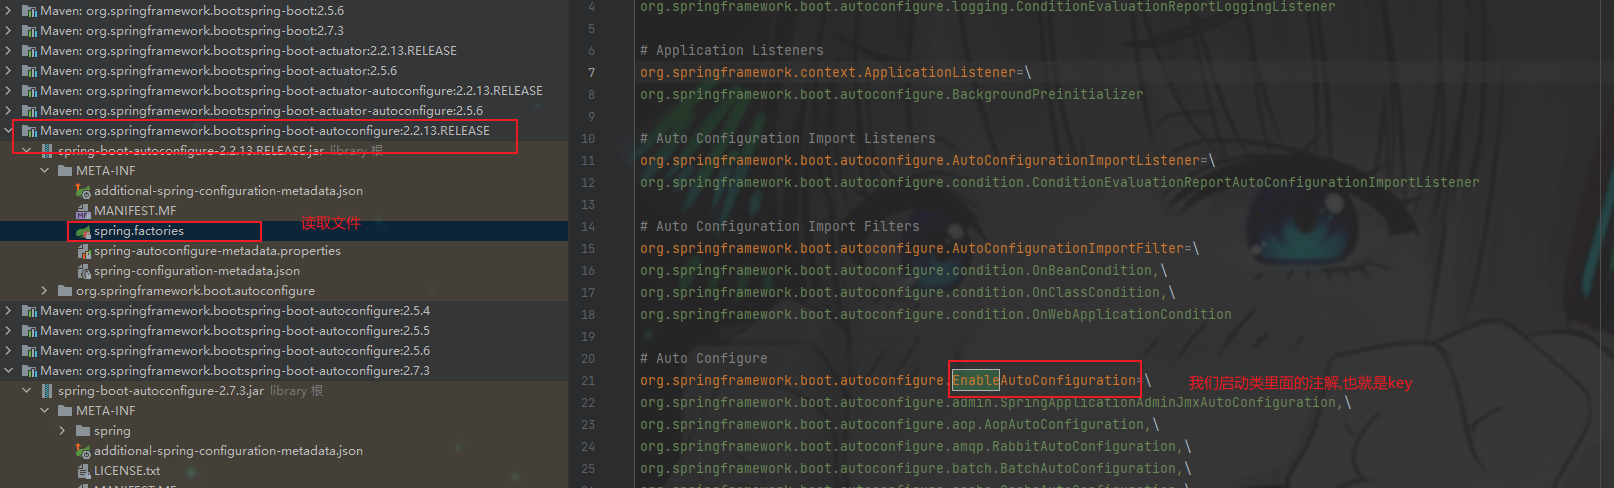 Maven: org.springframework.boot:spring-boot:2.5.6
Maven: org.springframework.boot:spring-boot:2.7.3
Maven: org.springframework.boot:spring-boot-actuator:2.2.13.RELEASE
Maven: org.springframework.boot:spring-boot-actuator:2.5.6
Maven: org.springframework.boot:spring-boot-actuator-autoconfigure:2.2.13.RELEASE
Maven: org.springframework.boot:spring-boot-actuator-autoconfigure:2.5.6
Maven: org.springframework.boot:spring-boot-autoconfigure:2.2.13.RELEASE
spring-boot-autoconfigure-2.2.13.RELEASE.jar library 根
META-INF
additional-spring-configuration-metadata.json
MANIFEST.MF
spring.factories
读取文件
spring-autoconfigure-metadata.properties
spring-configuration-metadata.json
org.springframework.boot.autoconfigure
Maven: org.springframework.boot:spring-boot-autoconfigure:2.5.4
Maven: org.springframework.boot:spring-boot-autoconfigure:2.5.5
Maven: org.springframework.boot:spring-boot-autoconfigure:2.5.6
Maven: org.springframework.boot:spring-boot-autoconfigure:2.7.3
spring-boot-autoconfigure-2.7.3.jar library 根
META-INF
spring
additional-spring-configuration-metadata.json
LICENSE.txt
MANIFEST.MF
4 org.springframework.boot.autoconfigure.logging.ConditionEvaluationReportLoggingListener
5
6 # Application Listeners
7 org.springframework.context.ApplicationListener=\
8 org.springframework.boot.autoconfigure.BackgroundPreinitializer
9
10 # Auto Configuration Import Listeners
11 org.springframework.boot.autoconfigure.AutoConfigurationImportListener=\
12 org.springframework.boot.autoconfigure.condition.ConditionEvaluationReportAutoConfigurationImportListener
13
14 # Auto Configuration Import Filters
15 org.springframework.boot.autoconfigure.AutoConfigurationImportFilter=\
16 org.springframework.boot.autoconfigure.condition.OnBeanCondition,\
17 org.springframework.boot.autoconfigure.condition.OnClassCondition,\
18 org.springframework.boot.autoconfigure.condition.OnWebApplicationCondition
19
20 # Auto Configure
21 org.springframework.boot.autoconfigure.EnableAutoConfiguration=\
我们启动类里面的注解,也就是key
22 org.springframework.boot.autoconfigure.admin.SpringApplicationAdminJmxAutoConfiguration,\
23 org.springframework.boot.autoconfigure.aop.AopAutoConfiguration,\
24 org.springframework.boot.autoconfigure.amqp.RabbitAutoConfiguration,\
25 org.springframework.boot.autoconfigure.batch.BatchAutoConfiguration,\
org.springframework.boot.autoconfigure.cache.CacheAutoConfiguration,\